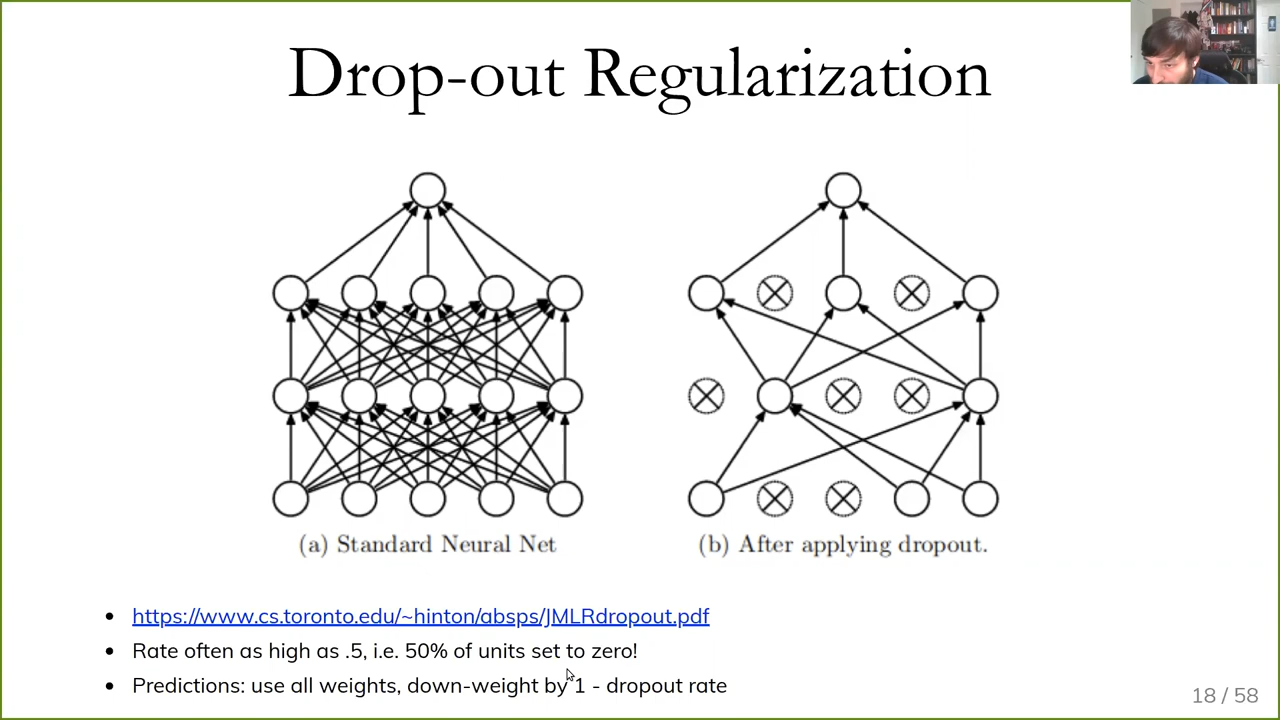 Drop-out Regularization
(a) Standard Neural Net
(b) After applying dropout.
https://www.cs.toronto.edu/~hinton/absps/JMLRdropout.pdf
Rate often as high as .5, i.e. 50% of units set to zero!
Predictions: use all weights, down-weight by 1 - dropout rate
18 / 58